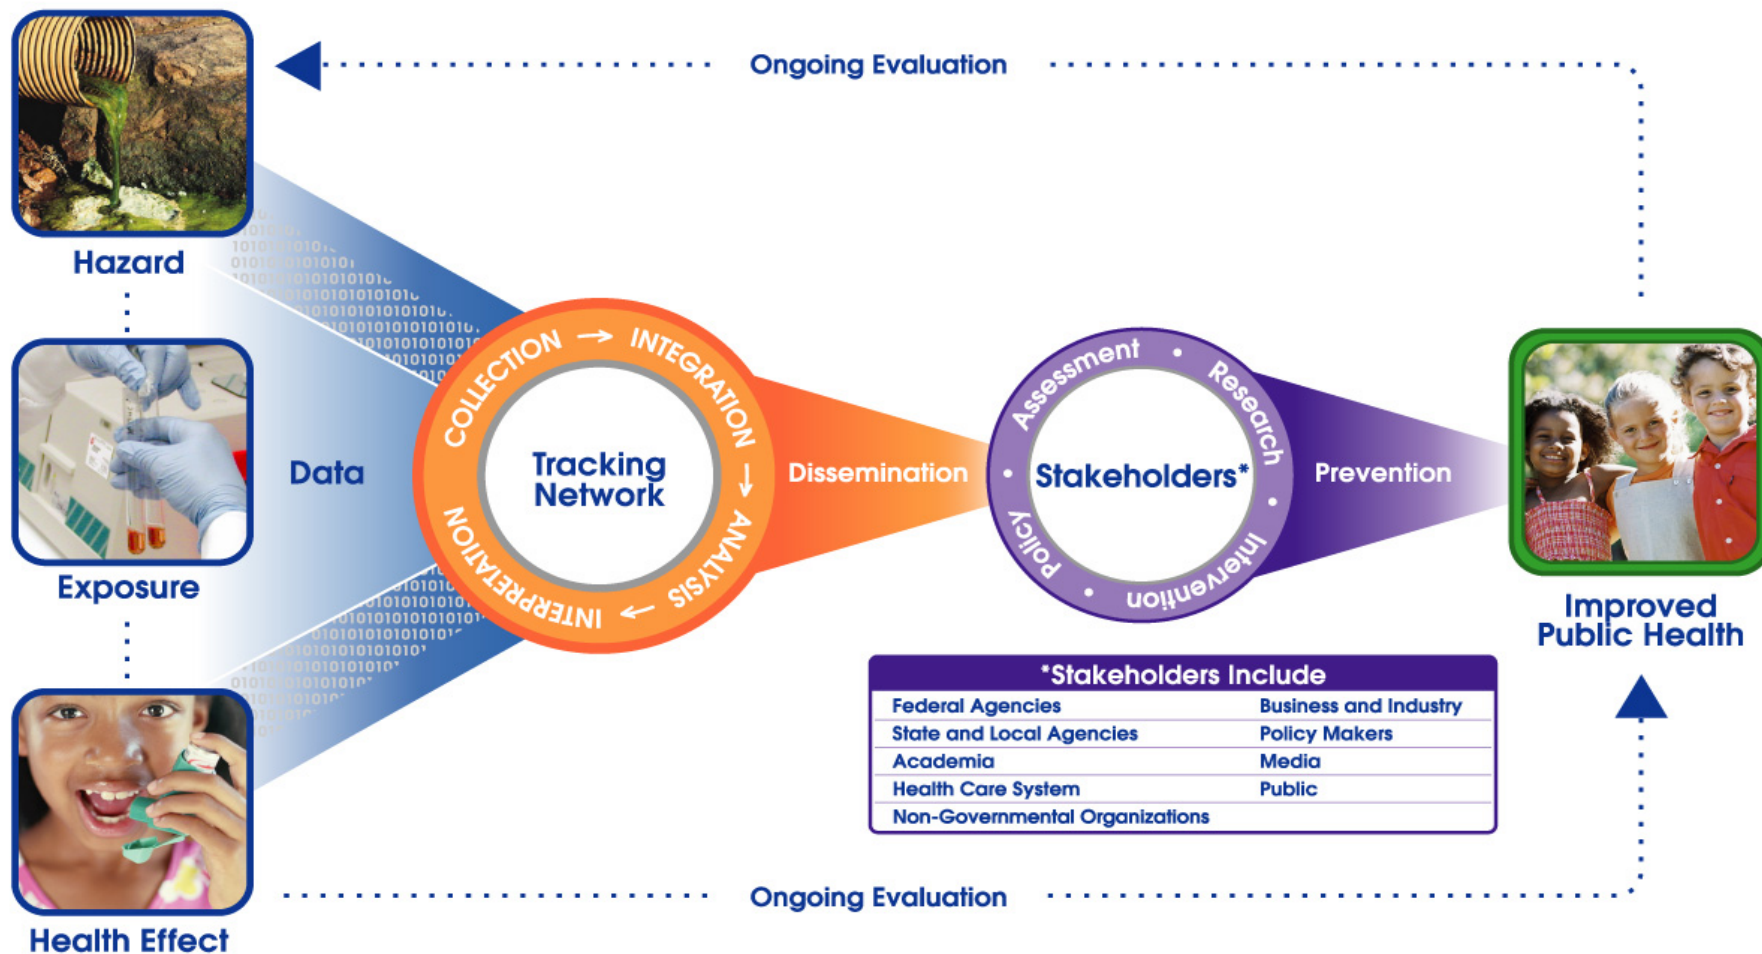 Ongoing Evaluation
Hazard
Exposure
Health Effect
Data
COLLECTION → INTEGRATION → ANALYSIS → INTERPRETATION
Tracking
Network
Dissemination
Assessment • Research • Intervention • Policy •
Stakeholders*
Prevention
Improved
Public Health
*Stakeholders Include
Federal Agencies
State and Local Agencies
Academia
Health Care System
Non-Governmental Organizations
Business and Industry
Policy Makers
Media
Public
Ongoing Evaluation